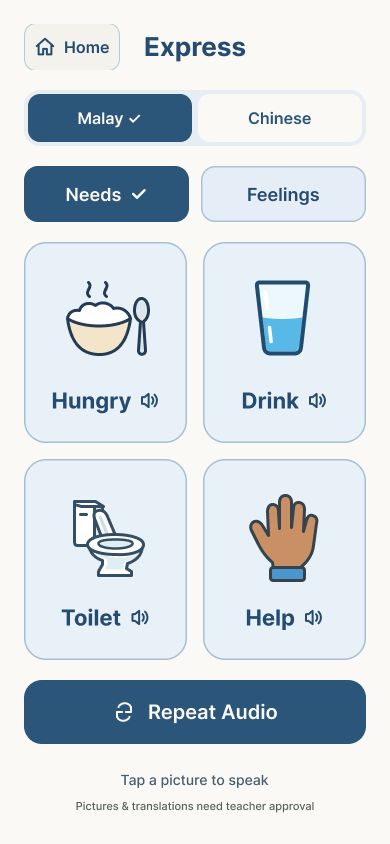 Home
Express
Malay ✓
Chinese
Needs ✓
Feelings
Hungry
Drink
Toilet
Help
Repeat Audio
Tap a picture to speak
Pictures & translations need teacher approval